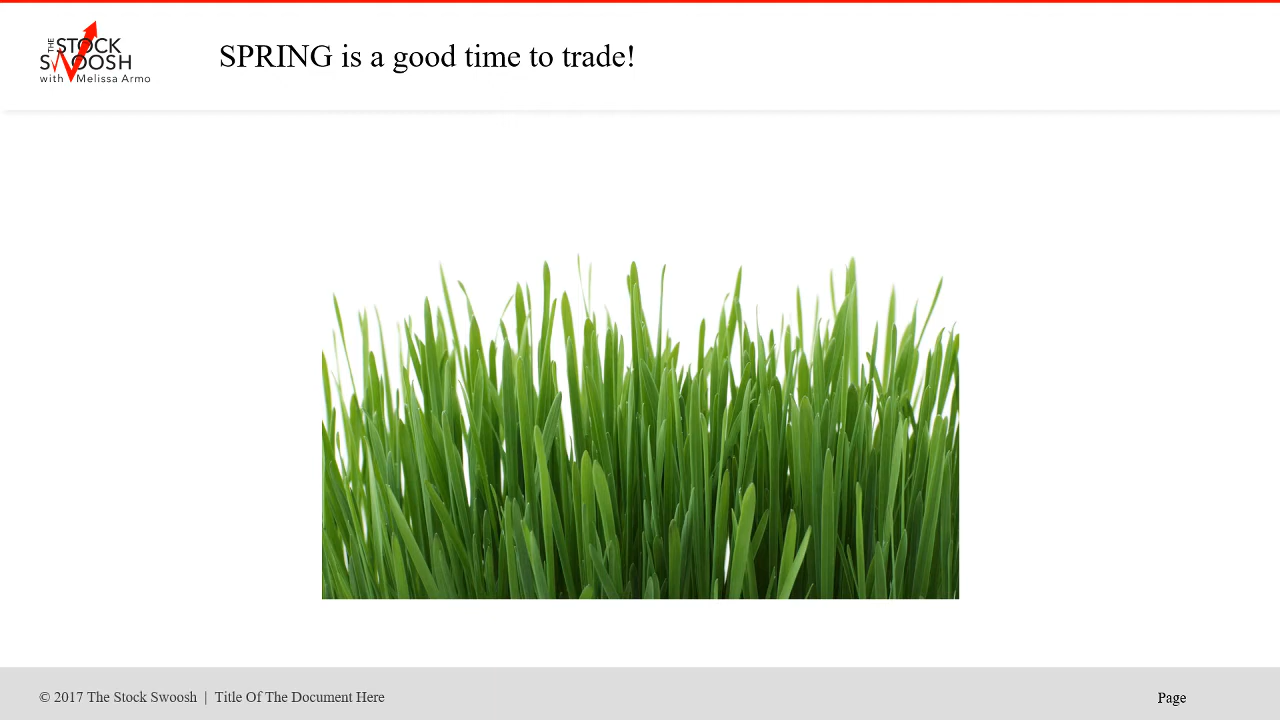 THE STOCK
SWOOSH
with Melissa Armo
SPRING is a good time to trade!
© 2017 The Stock Swoosh | Title Of The Document Here
Page